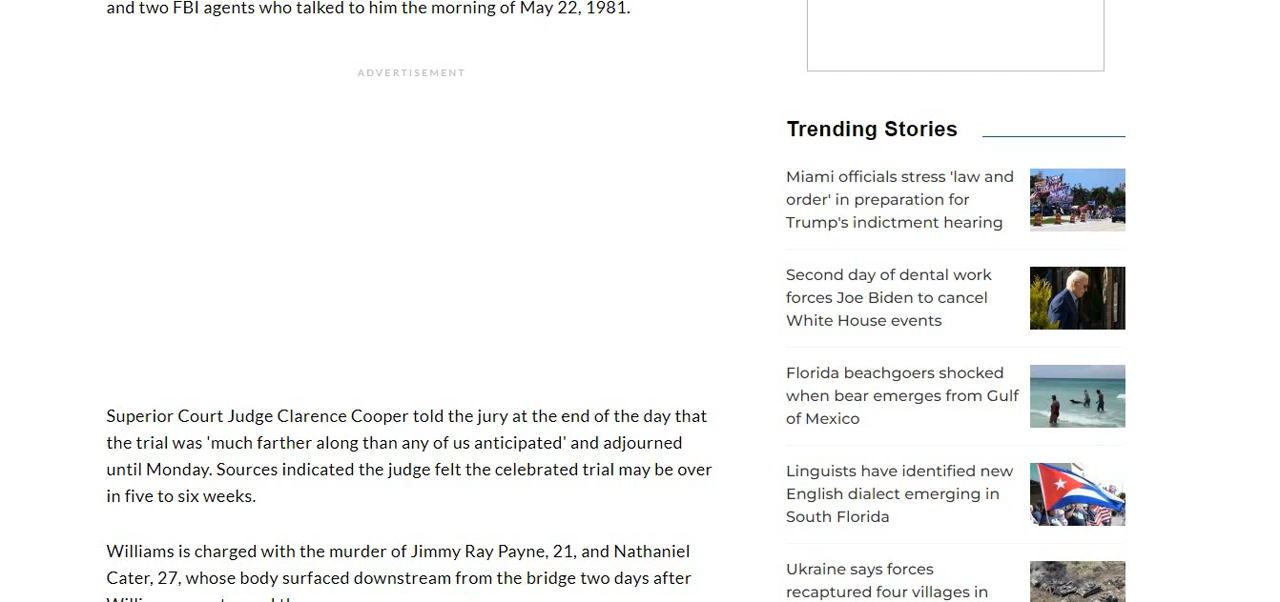 and two FBI agents who talked to him the morning of May 22, 1981.
ADVERTISEMENT
Superior Court Judge Clarence Cooper told the jury at the end of the day that
the trial was 'much farther along than any of us anticipated' and adjourned
until Monday. Sources indicated the judge felt the celebrated trial may be over
in five to six weeks.
Williams is charged with the murder of Jimmy Ray Payne, 21, and Nathaniel
Cater, 27, whose body surfaced downstream from the bridge two days after
Trending Stories
Miami officials stress 'law and
order' in preparation for
Trump's indictment hearing
Second day of dental work
forces Joe Biden to cancel
White House events
Florida beachgoers shocked
when bear emerges from Gulf
of Mexico
Linguists have identified new
English dialect emerging in
South Florida
Ukraine says forces
recaptured four villages in